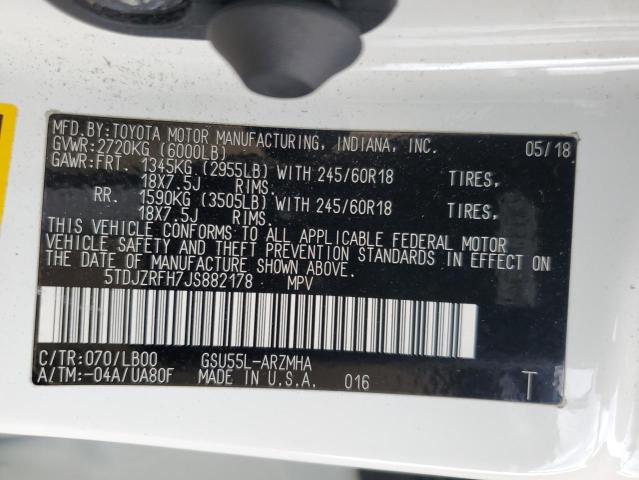 MFD.BY:TOYOTA MOTOR MANUFACTURING, INDIANA, INC. 05/18
GVWR:2720KG (6000LB)
GAWR:FRT. 1345KG (2955LB) WITH 245/60R18 TIRES,
18X7.5J RIMS.
RR. 1590KG (3505LB) WITH 245/60R18 TIRES,
18X7.5J RIMS.
THIS VEHICLE CONFORMS TO ALL APPLICABLE FEDERAL MOTOR
VEHICLE SAFETY AND THEFT PREVENTION STANDARDS IN EFFECT ON
THE DATE OF MANUFACTURE SHOWN ABOVE.
5TDJZRFH7JS882178 MPV
C/TR:070/LB00 GSU55L-ARZMHA
A/TM:-04A/UA80F MADE IN U.S.A. 016 T